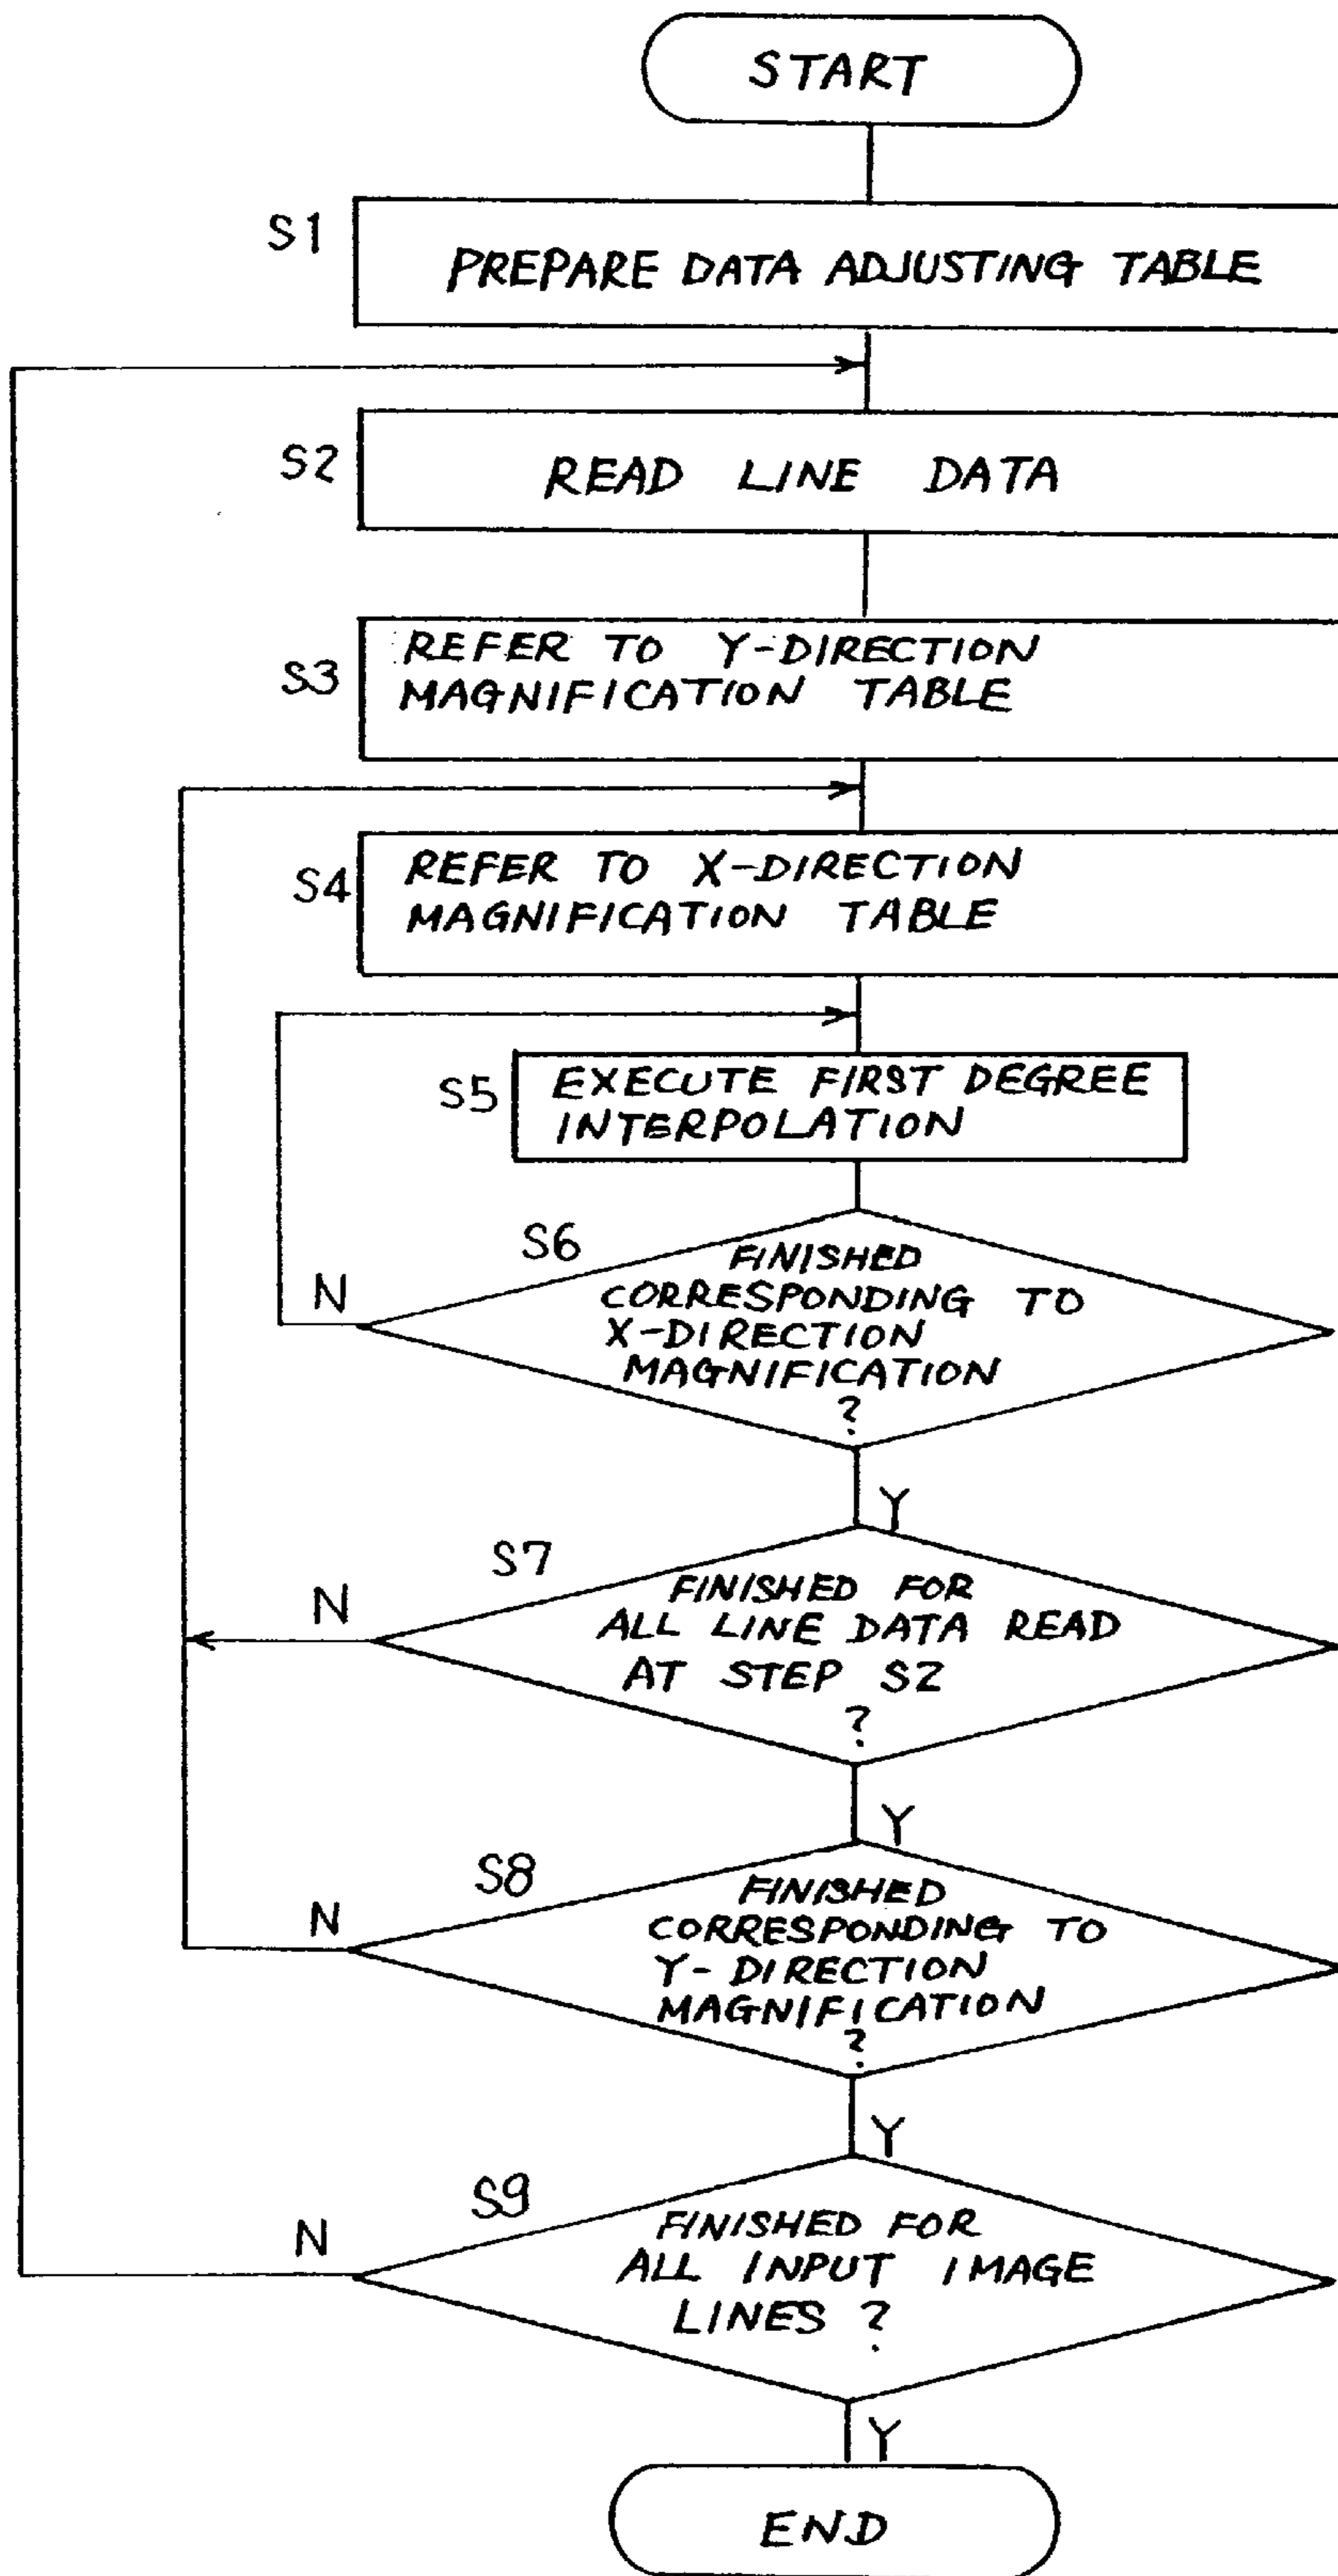 START
S1
PREPARE DATA ADJUSTING TABLE
S2
READ LINE DATA
S3
REFER TO Y-DIRECTION
MAGNIFICATION TABLE
S4
REFER TO X-DIRECTION
MAGNIFICATION TABLE
S5
EXECUTE FIRST DEGREE
INTERPOLATION
S6
N
FINISHED
CORRESPONDING TO
X-DIRECTION
MAGNIFICATION
?
Y
S7
N
FINISHED FOR
ALL LINE DATA READ
AT STEP S2
?
Y
S8
N
FINISHED
CORRESPONDING TO
Y-DIRECTION
MAGNIFICATION
?
Y
S9
N
FINISHED FOR
ALL INPUT IMAGE
LINES ?
Y
END